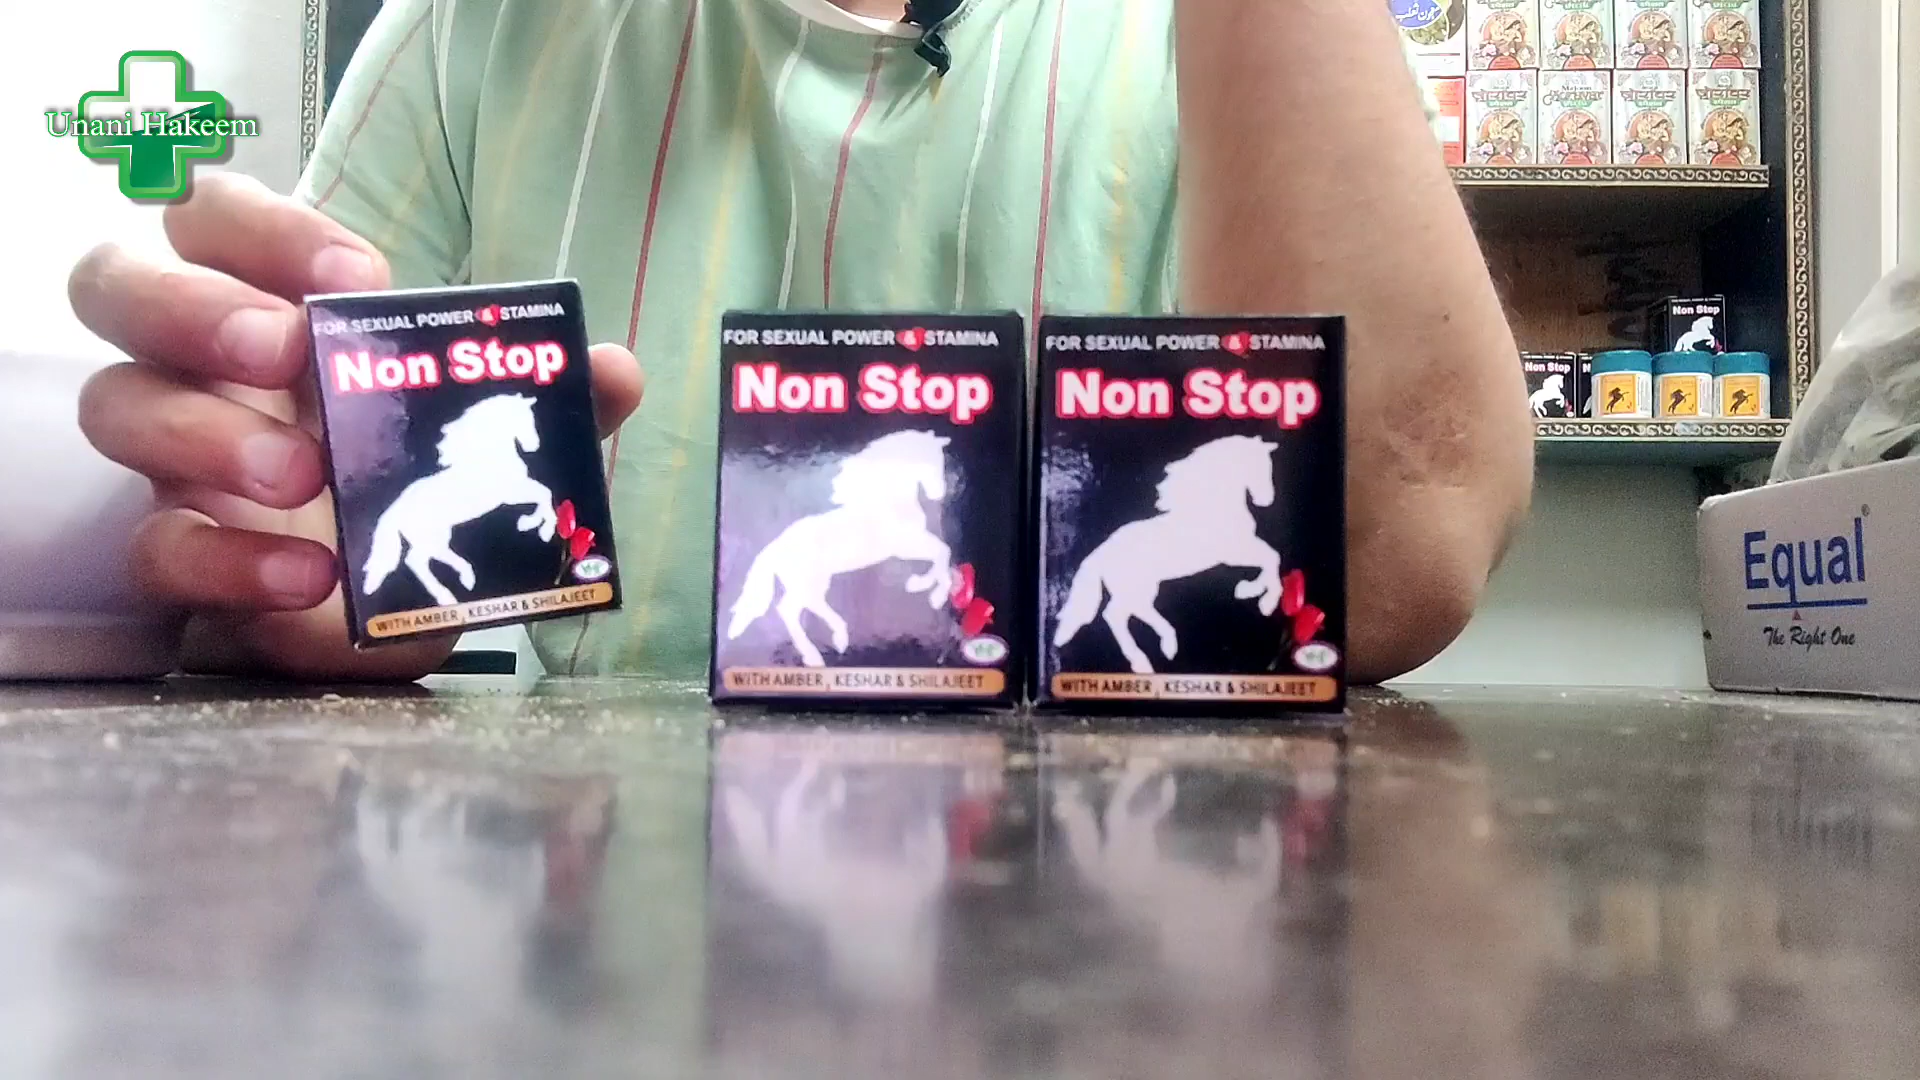 Unani Hakeem
FOR SEXUAL POWER & STAMINA
Non Stop
WITH AMBER, KESHAR & SHILAJEET
FOR SEXUAL POWER & STAMINA
Non Stop
WITH AMBER, KESHAR & SHILAJEET
FOR SEXUAL POWER & STAMINA
Non Stop
WITH AMBER, KESHAR & SHILAJEET
Non Stop
Non Stop
Equal
The Right One